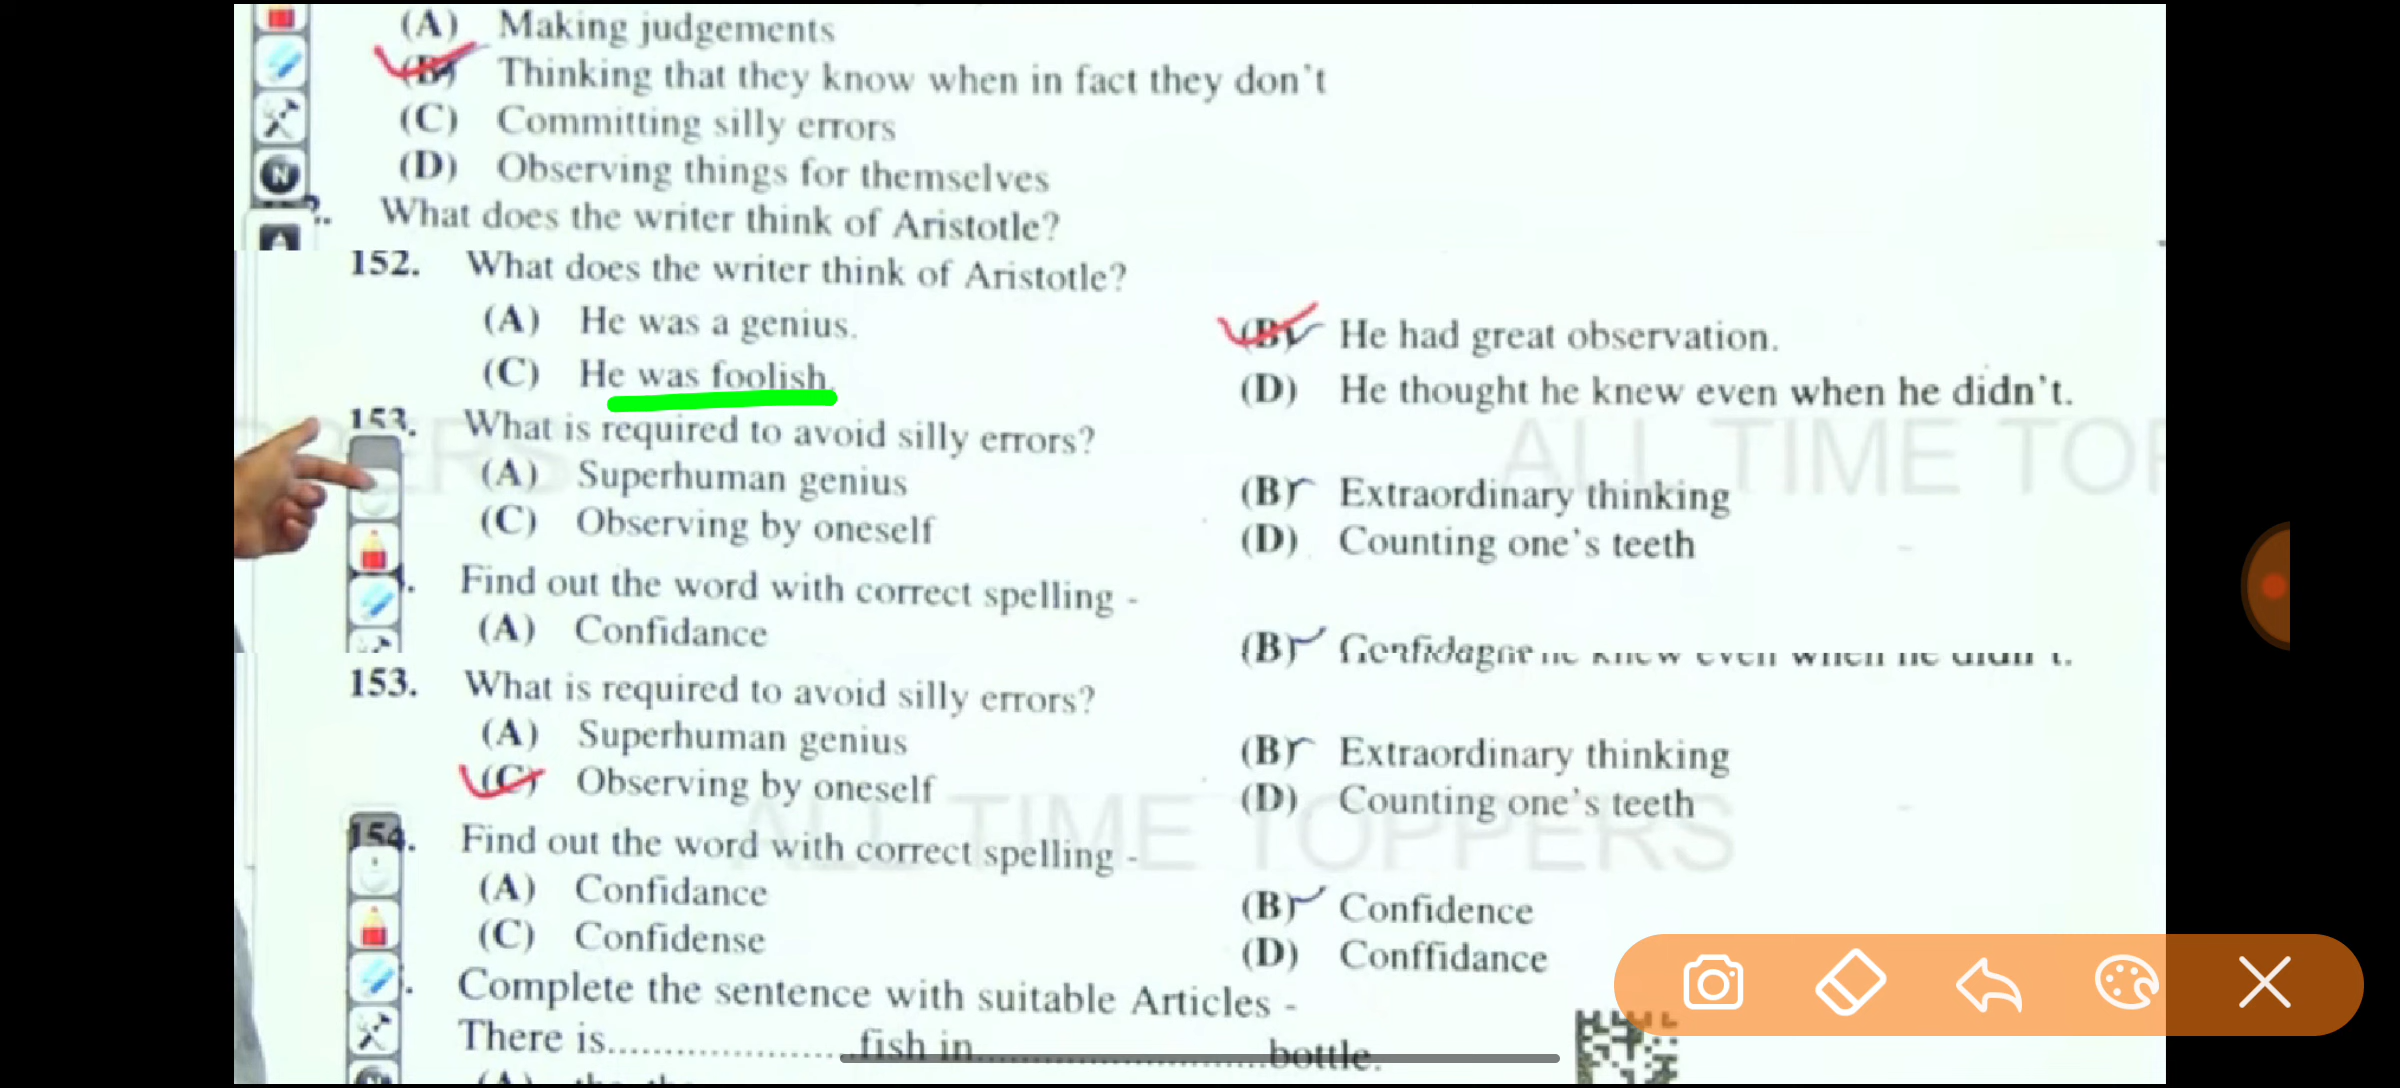 (A) Making judgements
(B) Thinking that they know when in fact they don't
(C) Committing silly errors
(D) Observing things for themselves
What does the writer think of Aristotle?
152. What does the writer think of Aristotle?
(A) He was a genius.
(B) He had great observation.
(C) He was foolish.
(D) He thought he knew even when he didn't.
153. What is required to avoid silly errors?
(A) Superhuman genius
(B) Extraordinary thinking
(C) Observing by oneself
(D) Counting one's teeth
Find out the word with correct spelling -
(A) Confidance
(B)
153. What is required to avoid silly errors?
(A) Superhuman genius
(B) Extraordinary thinking
(C) Observing by oneself
(D) Counting one's teeth
154. Find out the word with correct spelling -
(A) Confidance
(B) Confidence
(C) Confidense
(D) Conffidance
Complete the sentence with suitable Articles -
There is....................fish in.........................bottle.
ALL TIME TOP
ALL TIME TOPPERS